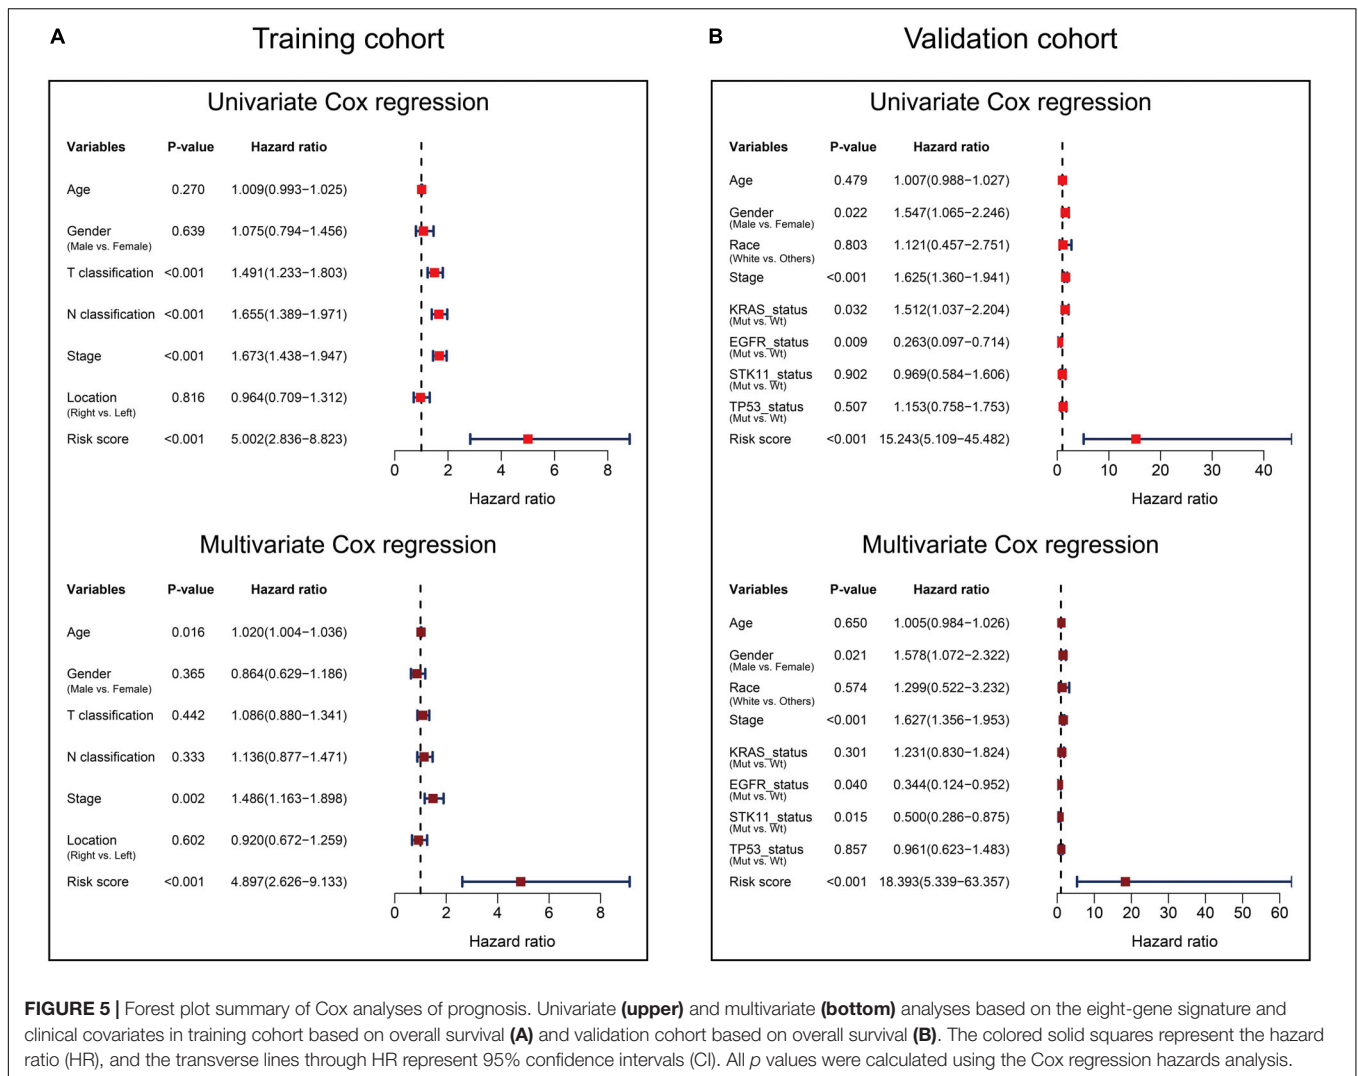 A Training cohort
Univariate Cox regression
Variables P-value Hazard ratio
Age 0.270 1.009(0.993−1.025)
Gender 0.639 1.075(0.794−1.456)
(Male vs. Female)
T classification <0.001 1.491(1.233−1.803)
N classification <0.001 1.655(1.389−1.971)
Stage <0.001 1.673(1.438−1.947)
Location 0.816 0.964(0.709−1.312)
(Right vs. Left)
Risk score <0.001 5.002(2.836−8.823)
0 2 4 6 8
Hazard ratio
Multivariate Cox regression
Variables P-value Hazard ratio
Age 0.016 1.020(1.004−1.036)
Gender 0.365 0.864(0.629−1.186)
(Male vs. Female)
T classification 0.442 1.086(0.880−1.341)
N classification 0.333 1.136(0.877−1.471)
Stage 0.002 1.486(1.163−1.898)
Location 0.602 0.920(0.672−1.259)
(Right vs. Left)
Risk score <0.001 4.897(2.626−9.133)
0 2 4 6 8
Hazard ratio
B Validation cohort
Univariate Cox regression
Variables P-value Hazard ratio
Age 0.479 1.007(0.988−1.027)
Gender 0.022 1.547(1.065−2.246)
(Male vs. Female)
Race 0.803 1.121(0.457−2.751)
(White vs. Others)
Stage <0.001 1.625(1.360−1.941)
KRAS_status 0.032 1.512(1.037−2.204)
(Mut vs. Wt)
EGFR_status 0.009 0.263(0.097−0.714)
(Mut vs. Wt)
STK11_status 0.902 0.969(0.584−1.606)
(Mut vs. Wt)
TP53_status 0.507 1.153(0.758−1.753)
(Mut vs. Wt)
Risk score <0.001 15.243(5.109−45.482)
0 10 20 30 40
Hazard ratio
Multivariate Cox regression
Variables P-value Hazard ratio
Age 0.650 1.005(0.984−1.026)
Gender 0.021 1.578(1.072−2.322)
(Male vs. Female)
Race 0.574 1.299(0.522−3.232)
(White vs. Others)
Stage <0.001 1.627(1.356−1.953)
KRAS_status 0.301 1.231(0.830−1.824)
(Mut vs. Wt)
EGFR_status 0.040 0.344(0.124−0.952)
(Mut vs. Wt)
STK11_status 0.015 0.500(0.286−0.875)
(Mut vs. Wt)
TP53_status 0.857 0.961(0.623−1.483)
(Mut vs. Wt)
Risk score <0.001 18.393(5.339−63.357)
0 10 20 30 40 50 60
Hazard ratio
FIGURE 5 | Forest plot summary of Cox analyses of prognosis. Univariate (upper) and multivariate (bottom) analyses based on the eight-gene signature and
clinical covariates in training cohort based on overall survival (A) and validation cohort based on overall survival (B). The colored solid squares represent the hazard
ratio (HR), and the transverse lines through HR represent 95% confidence intervals (CI). All p values were calculated using the Cox regression hazards analysis.